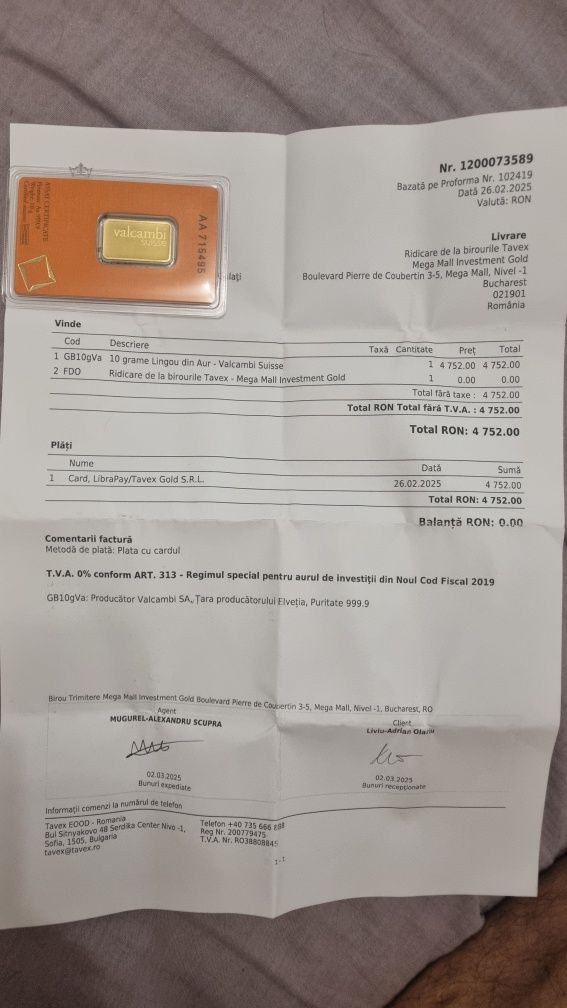 Nr. 1200073589
Bazată pe Proforma Nr. 102419
Dată 26.02.2025
Valută: RON
ASSAY CERTIFICATE
valcambi
SUISSE
AA 715495
Livrare
Ridicare de la birourile Tavex
Mega Mall Investment Gold
Boulevard Pierre de Coubertin 3-5, Mega Mall, Nivel -1
Bucharest
021901
România
Vinde
Cod Descriere Taxă Cantitate Preț Total
1 GB10gVa 10 grame Lingou din Aur - Valcambi Suisse 1 4 752.00 4 752.00
2 FDO Ridicare de la birourile Tavex - Mega Mall Investment Gold 1 0.00 0.00
Total fără taxe : 4 752.00
Total RON Total fără T.V.A. : 4 752.00
Total RON: 4 752.00
Plăți
Nume Dată Sumă
1 Card, LibraPay/Tavex Gold S.R.L. 26.02.2025 4 752.00
Total RON: 4 752.00
Balanță RON: 0.00
Comentarii factură
Metodă de plată: Plata cu cardul
T.V.A. 0% conform ART. 313 - Regimul special pentru aurul de investiții din Noul Cod Fiscal 2019
GB10gVa: Producător Valcambi SA, Țara producătorului Elveția, Puritate 999.9
Birou Trimitere Mega Mall Investment Gold Boulevard Pierre de Coubertin 3-5, Mega Mall, Nivel -1, Bucharest, RO
Agent
MUGUREL-ALEXANDRU SCUPRA
02.03.2025
Bunuri expediate
Client
Liviu-Adrian Olariu
02.03.2025
Bunuri recepționate
Informații comenzi la numărul de telefon
Tavex EOOD - Romania
Bul Sitnyakovo 48 Serdika Center Nivo -1,
Sofia, 1505, Bulgaria
tavex@tavex.ro
Telefon +40 735 666 888
Reg Nr. 200779475
T.V.A. Nr. RO38808845
1-1